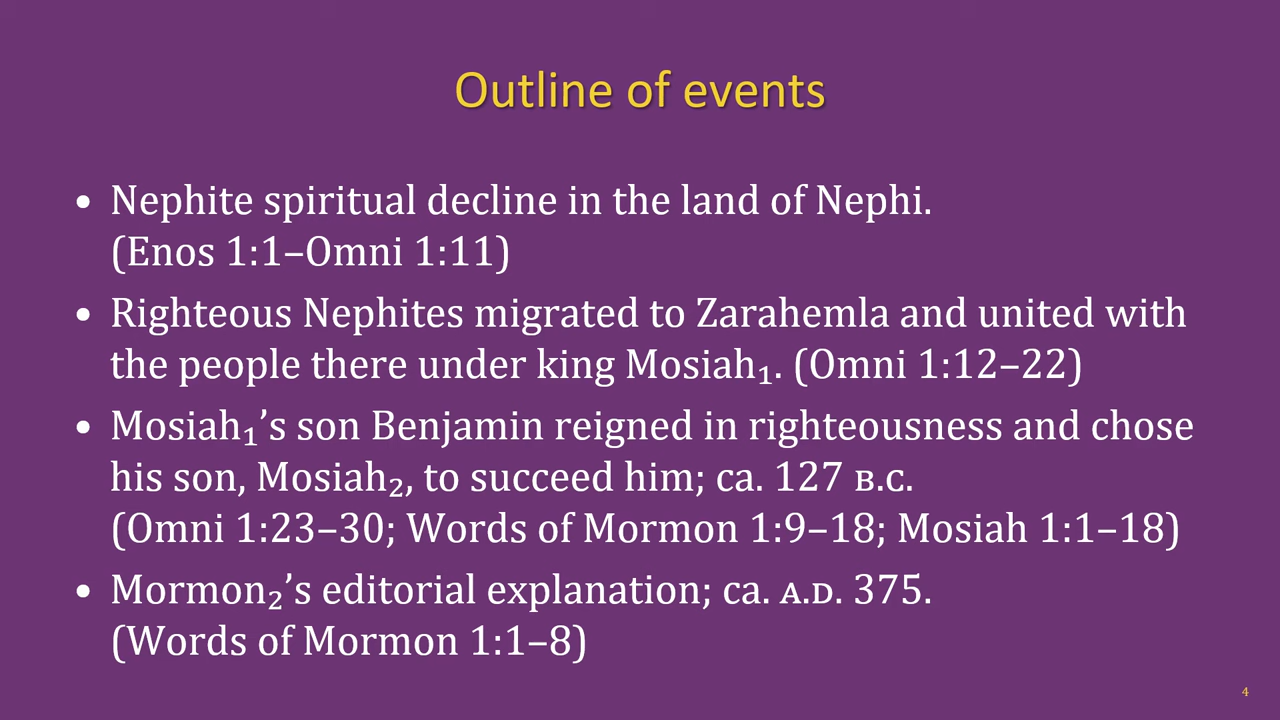 Outline of events
• Nephite spiritual decline in the land of Nephi.
(Enos 1:1–Omni 1:11)
• Righteous Nephites migrated to Zarahemla and united with
the people there under king Mosiah₁. (Omni 1:12–22)
• Mosiah₁’s son Benjamin reigned in righteousness and chose
his son, Mosiah₂, to succeed him; ca. 127 ʙ.ᴄ.
(Omni 1:23–30; Words of Mormon 1:9–18; Mosiah 1:1–18)
• Mormon₂’s editorial explanation; ca. ᴀ.ᴅ. 375.
(Words of Mormon 1:1–8)
4